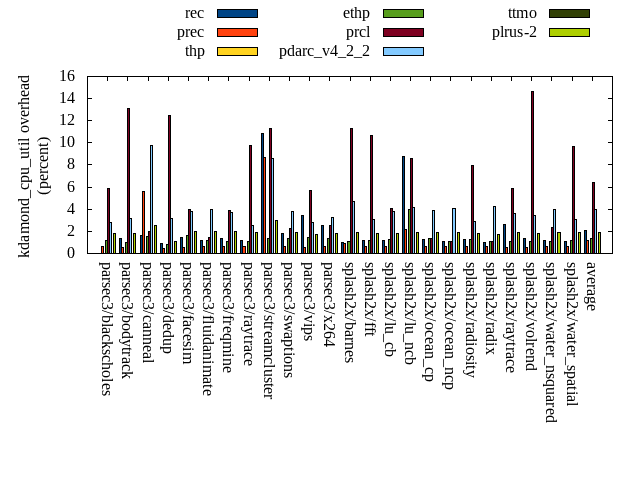 rec
ethp
ttmo
prec
prcl
plrus-2
thp
pdarc_v4_2_2
kdamond_cpu_util overhead
(percent)
16
14
12
10
8
6
4
2
0
parsec3/blackscholes
parsec3/bodytrack
parsec3/canneal
parsec3/dedup
parsec3/facesim
parsec3/fluidanimate
parsec3/freqmine
parsec3/raytrace
parsec3/streamcluster
parsec3/swaptions
parsec3/vips
parsec3/x264
splash2x/barnes
splash2x/fft
splash2x/lu_cb
splash2x/lu_ncb
splash2x/ocean_cp
splash2x/ocean_ncp
splash2x/radiosity
splash2x/radix
splash2x/raytrace
splash2x/volrend
splash2x/water_nsquared
splash2x/water_spatial
average